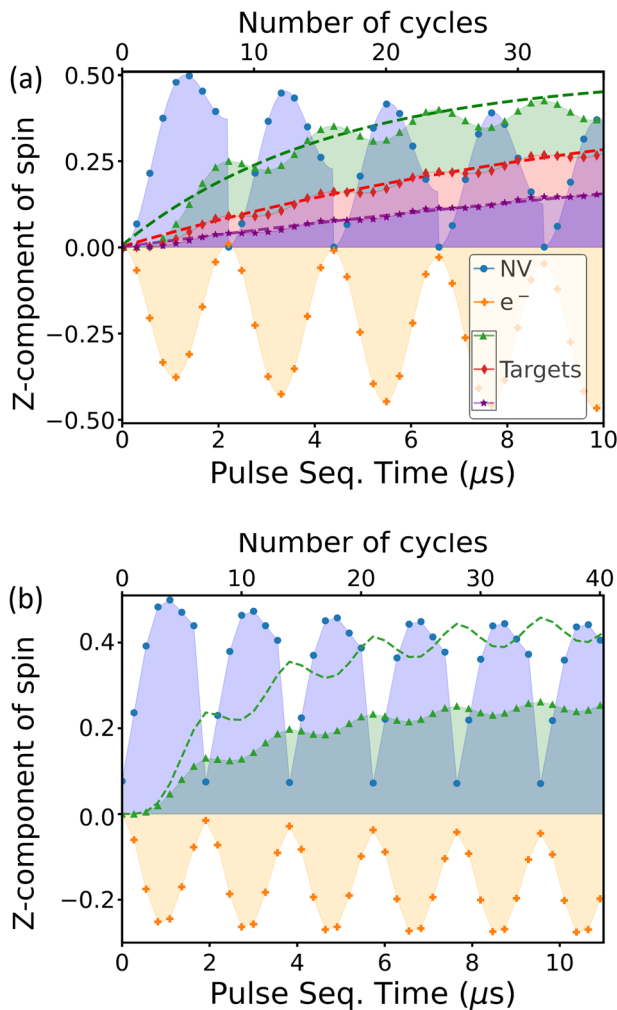 Number of cycles
0 10 20 30
(a)
0.50
0.25
0.00
−0.25
−0.50
Z-component of spin
NV
e⁻
Targets
0 2 4 6 8 10
Pulse Seq. Time (μs)
Number of cycles
0 10 20 30 40
(b)
0.4
0.2
0.0
−0.2
Z-component of spin
0 2 4 6 8 10
Pulse Seq. Time (μs)